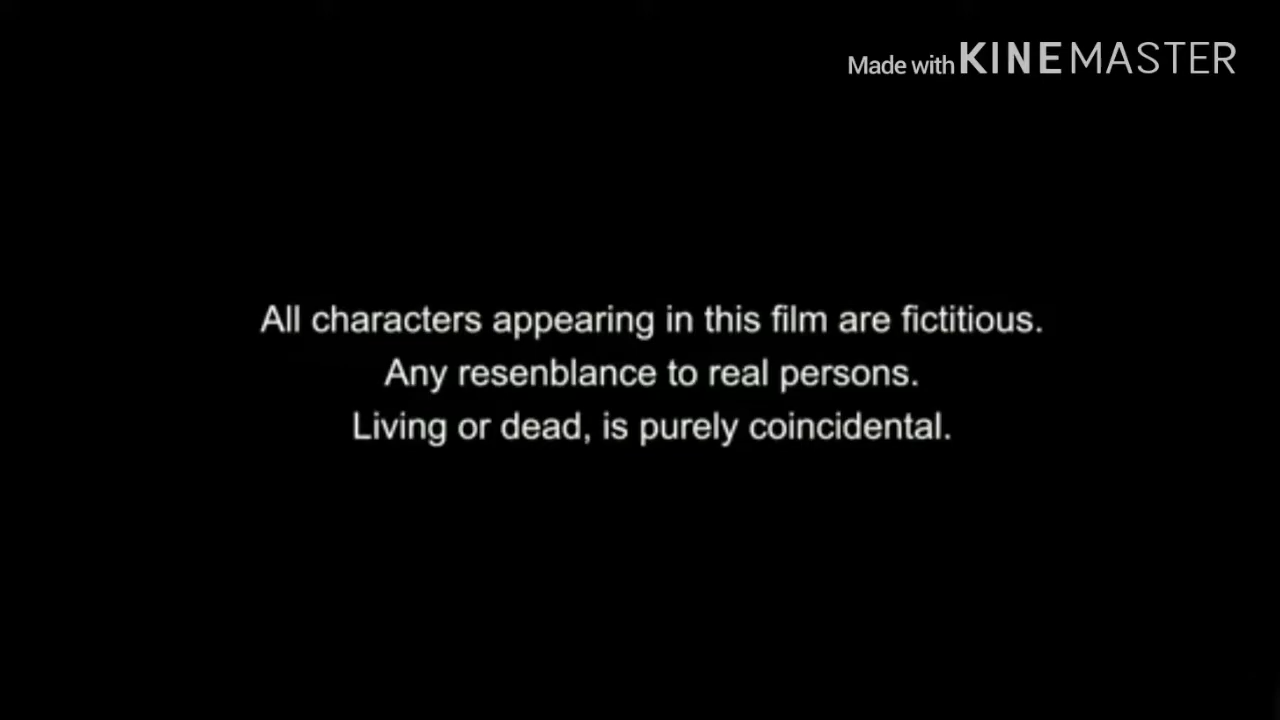 Made with KINEMASTER
All characters appearing in this film are fictitious.
Any resenblance to real persons.
Living or dead, is purely coincidental.